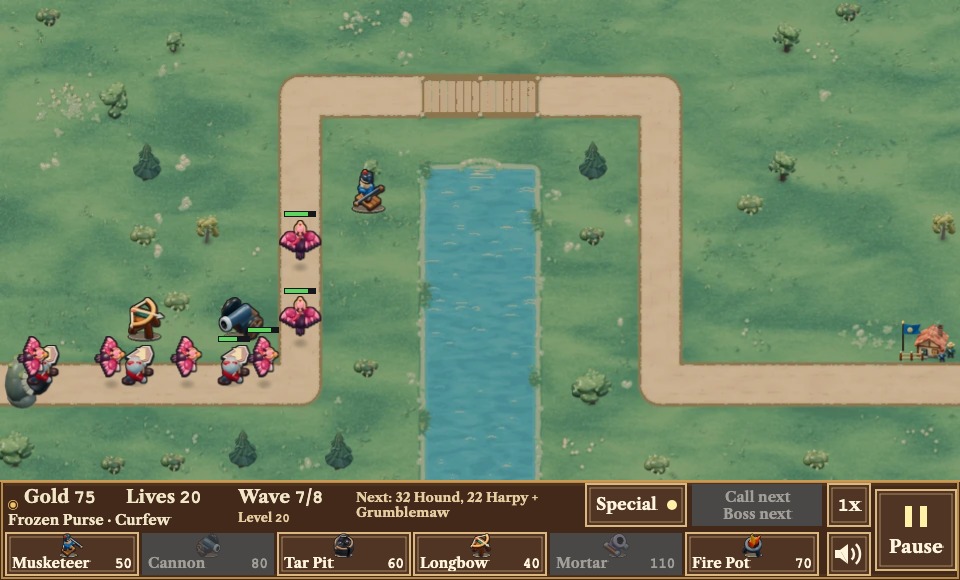 Gold 75 Lives 20 Wave 7/8
Frozen Purse · Curfew
Level 20
Next: 32 Hound, 22 Harpy +
Grumblemaw
Special
Call next
Boss next
1x
Pause
Musketeer 50
Cannon 80
Tar Pit 60
Longbow 40
Mortar 110
Fire Pot 70